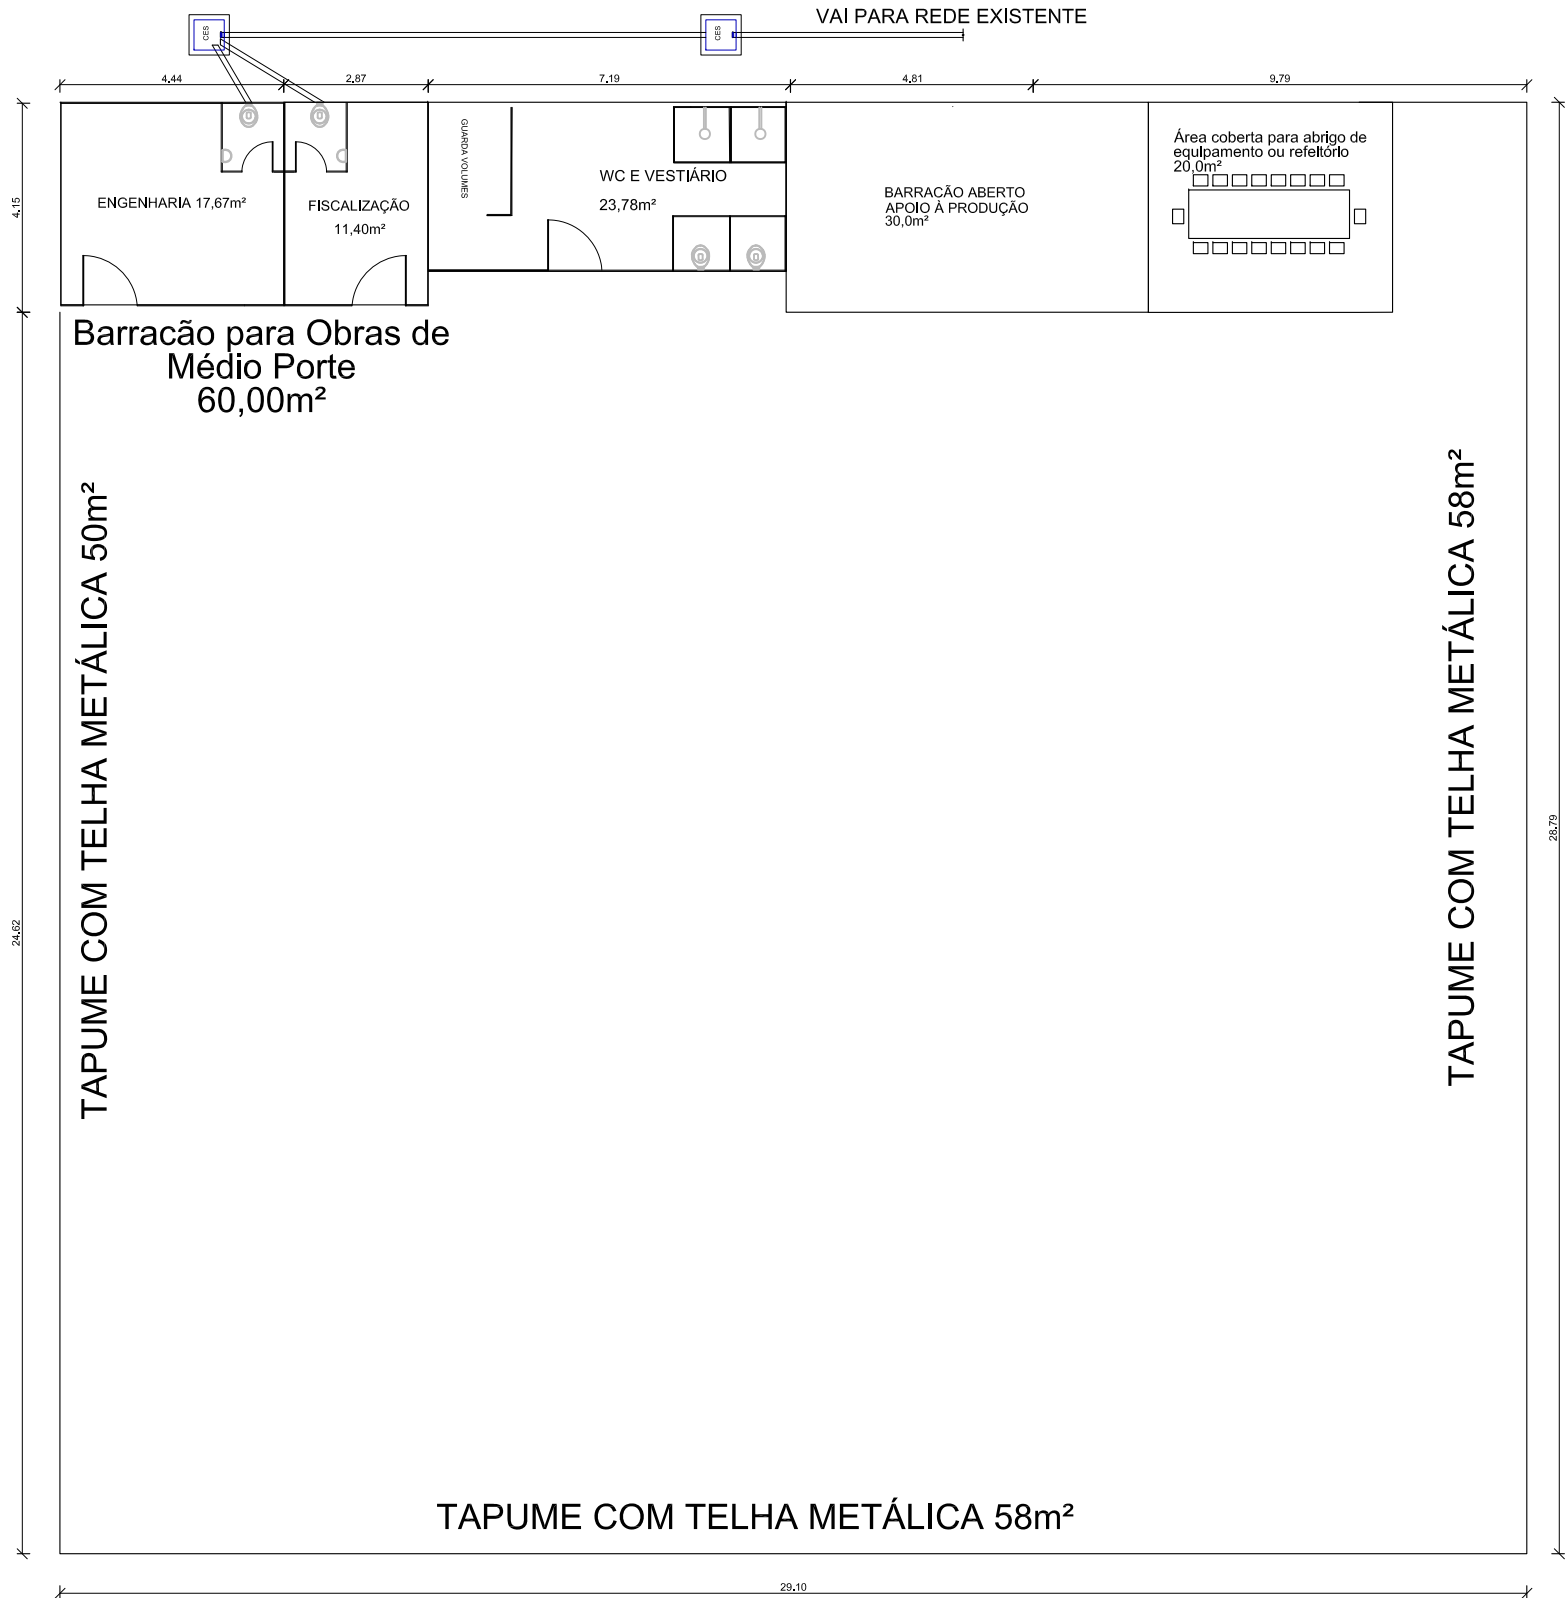 VAI PARA REDE EXISTENTE
CES
CES
4.44
2.87
7.19
4.81
9.79
4.15
ENGENHARIA 17,67m²
FISCALIZAÇÃO
11,40m²
GUARDA VOLUMES
WC E VESTIÁRIO
23,78m²
BARRACÃO ABERTO
APOIO À PRODUÇÃO
30,0m²
Área coberta para abrigo de
equipamento ou refeitório
20,0m²
Barracão para Obras de
Médio Porte
60,00m²
TAPUME COM TELHA METÁLICA 50m²
TAPUME COM TELHA METÁLICA 58m²
24.62
28.79
TAPUME COM TELHA METÁLICA 58m²
29.10